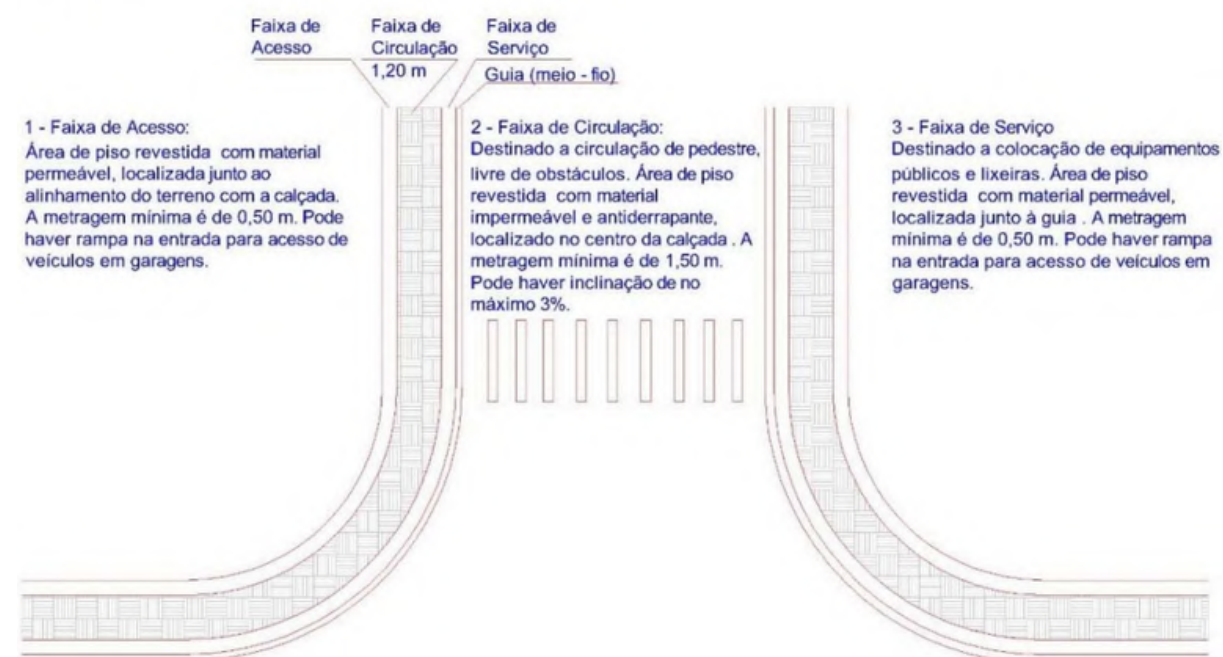 Faixa de
Acesso
Faixa de
Circulação
1,20 m
Faixa de
Serviço
Guia (meio - fio)
1 - Faixa de Acesso:
Área de piso revestida com material
permeável, localizada junto ao
alinhamento do terreno com a calçada.
A metragem mínima é de 0,50 m. Pode
haver rampa na entrada para acesso de
veículos em garagens.
2 - Faixa de Circulação:
Destinado a circulação de pedestre,
livre de obstáculos. Área de piso
revestida com material
impermeável e antiderrapante,
localizado no centro da calçada . A
metragem mínima é de 1,50 m.
Pode haver inclinação de no
máximo 3%.
3 - Faixa de Serviço
Destinado a colocação de equipamentos
públicos e lixeiras. Área de piso
revestida com material permeável,
localizada junto à guia . A metragem
mínima é de 0,50 m. Pode haver rampa
na entrada para acesso de veículos em
garagens.